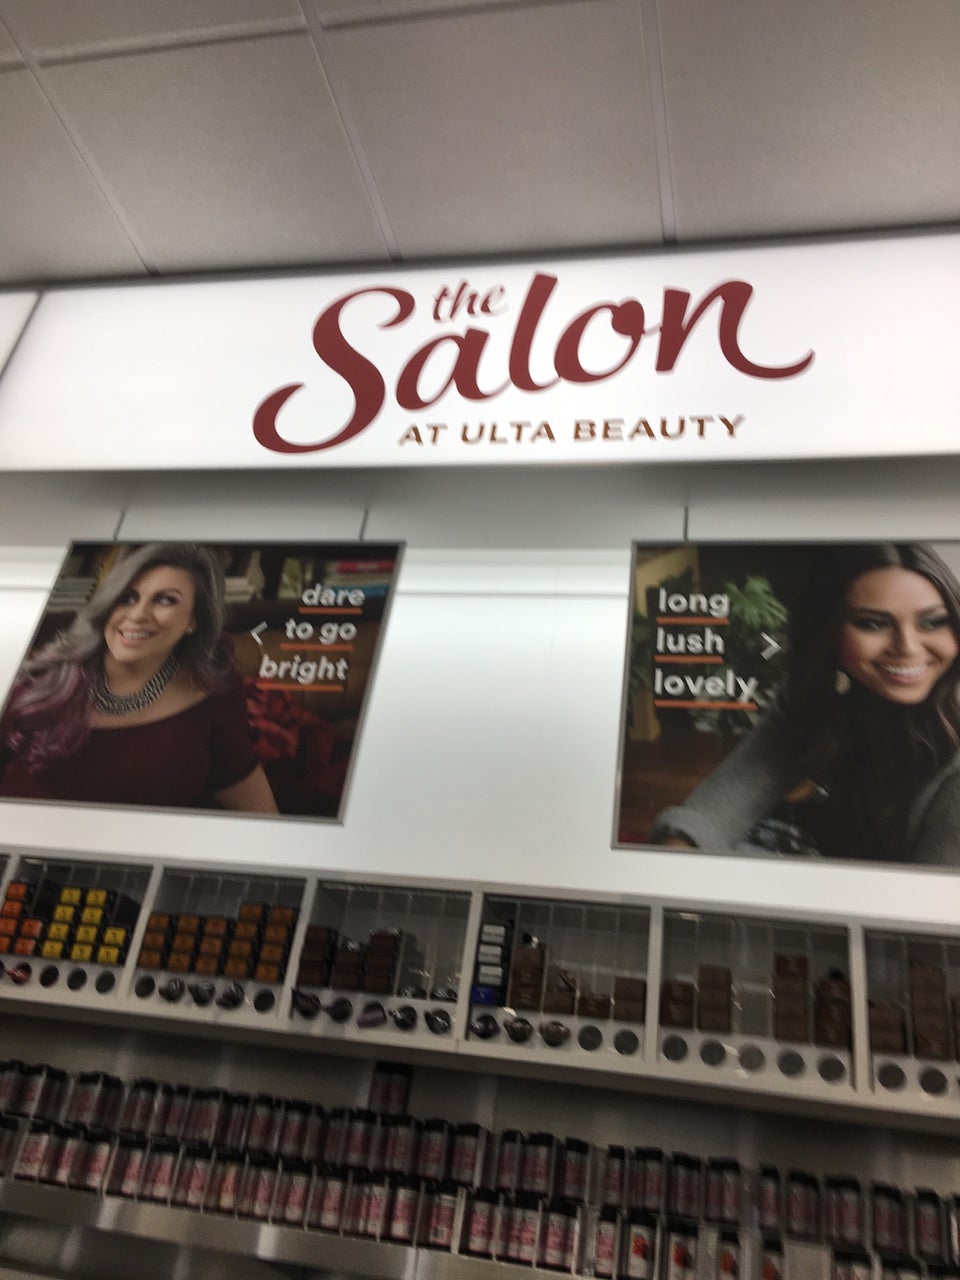 the
Salon
AT ULTA BEAUTY
dare
to go
bright
long
lush
lovely